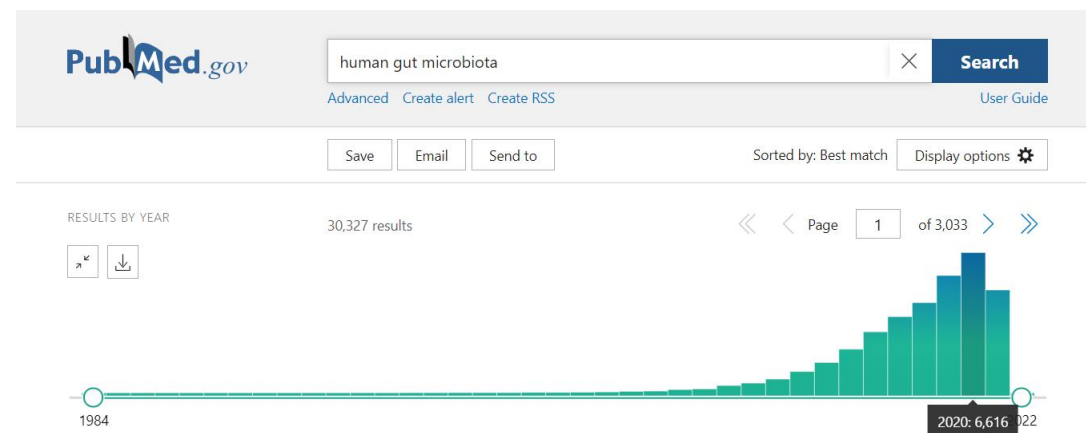 PubMed.gov
human gut microbiota
Search
Advanced Create alert Create RSS
User Guide
Save Email Send to
Sorted by: Best match Display options
RESULTS BY YEAR
30,327 results
Page 1 of 3,033
1984
2020: 6,616
022